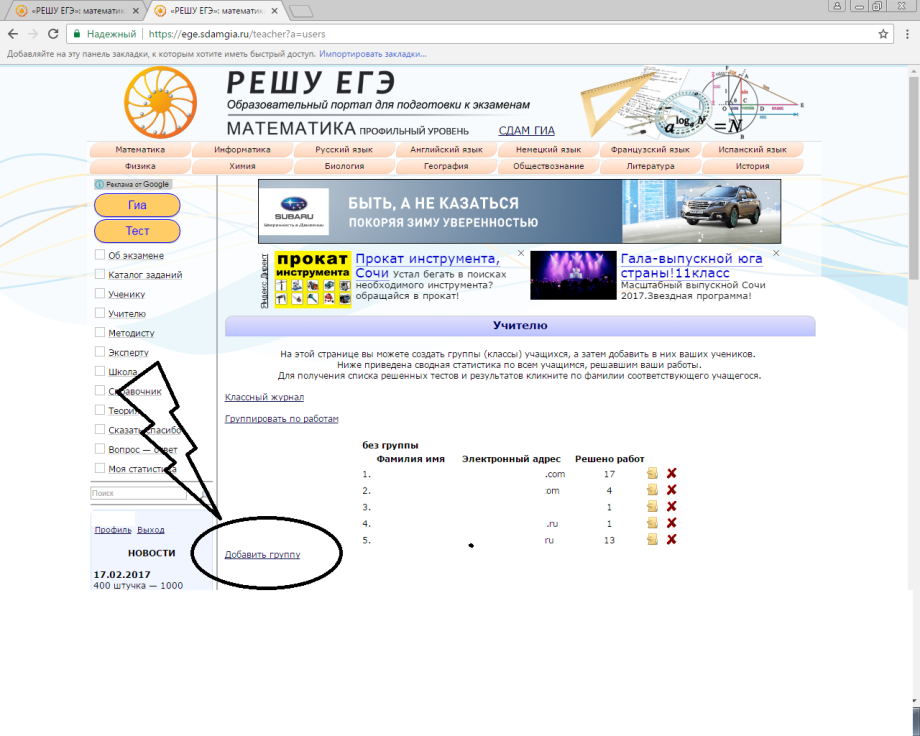 «РЕШУ ЕГЭ»: математик
«РЕШУ ЕГЭ»: математик
Надежный
https://ege.sdamgia.ru/teacher?a=users
Добавляйте на эту панель закладки, к которым хотите иметь быстрый доступ. Импортировать закладки...
РЕШУ ЕГЭ
Образовательный портал для подготовки к экзаменам
МАТЕМАТИКА ПРОФИЛЬНЫЙ УРОВЕНЬ СДАМ ГИА
Математика Информатика Русский язык Английский язык Немецкий язык Французский язык Испанский язык
Физика Химия Биология География Обществознание Литература История
Реклама от Google
Гиа
Тест
Об экзамене
Каталог заданий
Ученику
Учителю
Методисту
Эксперту
Школа
Справочник
Теория
Сказать спасибо
Вопрос — ответ
Моя статистика
Поиск
Профиль Выход
НОВОСТИ
17.02.2017
400 штучка — 1000
SUBARU
Уверенность в Движении
БЫТЬ, А НЕ КАЗАТЬСЯ
ПОКОРЯЯ ЗИМУ УВЕРЕННОСТЬЮ
Яндекс.Директ
прокат
инструмента
Прокат инструмента,
Сочи Устал бегать в поисках
необходимого инструмента?
обращайся в прокат!
Гала-выпускной юга
страны!11класс
Масштабный выпускной Сочи
2017.Звездная программа!
Учителю
На этой странице вы можете создать группы (классы) учащихся, а затем добавить в них ваших учеников.
Ниже приведена сводная статистика по всем учащимся, решавшим ваши работы.
Для получения списка решенных тестов и результатов кликните по фамилии соответствующего учащегося.
Классный журнал
Группировать по работам
без группы
Фамилия имя Электронный адрес Решено работ
1. .com 17
2. om 4
3. 1
4. .ru 1
5. ru 13
Добавить группу